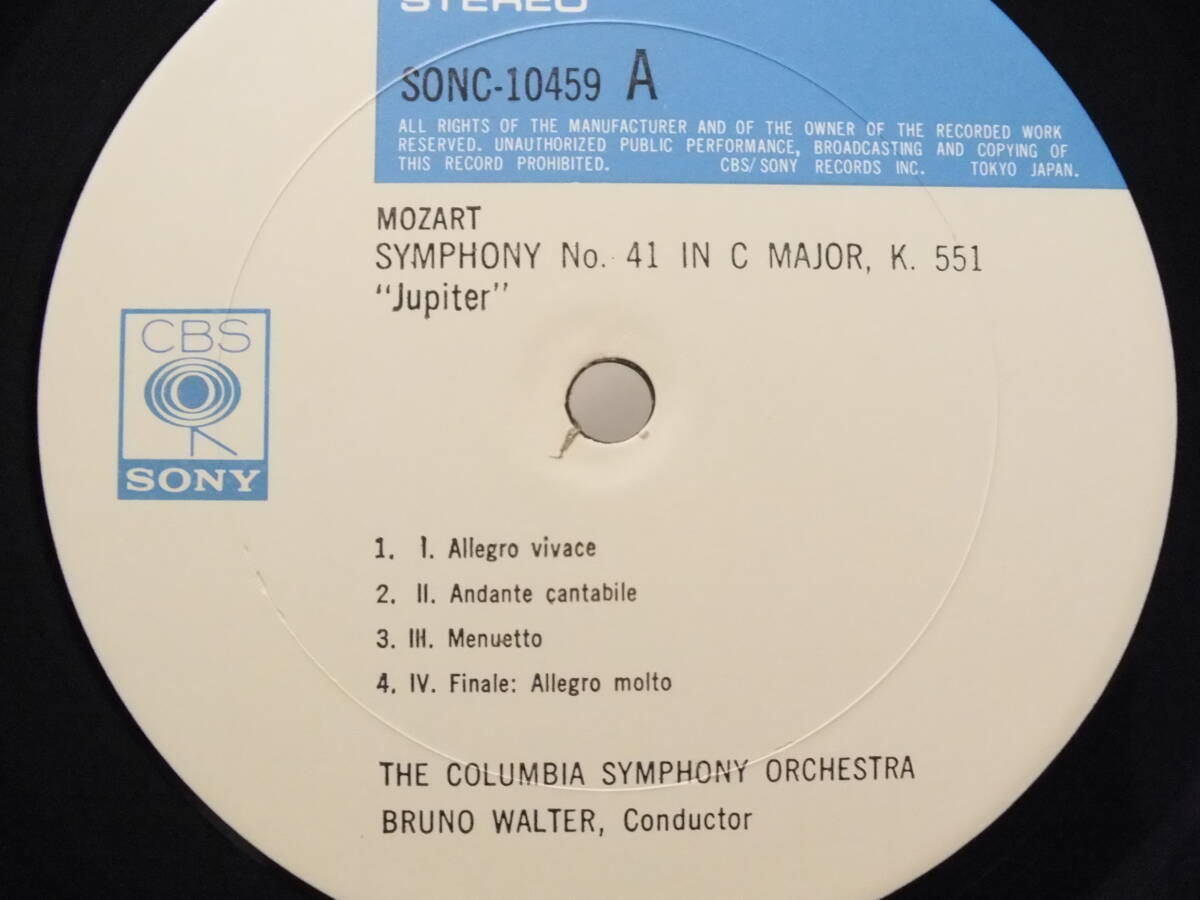 STEREO
SONC-10459 A
ALL RIGHTS OF THE MANUFACTURER AND OF THE OWNER OF THE RECORDED WORK
RESERVED. UNAUTHORIZED PUBLIC PERFORMANCE, BROADCASTING AND COPYING OF
THIS RECORD PROHIBITED. CBS/SONY RECORDS INC. TOKYO JAPAN.
MOZART
SYMPHONY No. 41 IN C MAJOR, K. 551
"Jupiter"
CBS
SONY
1. I. Allegro vivace
2. II. Andante cantabile
3. III. Menuetto
4. IV. Finale: Allegro molto
THE COLUMBIA SYMPHONY ORCHESTRA
BRUNO WALTER, Conductor